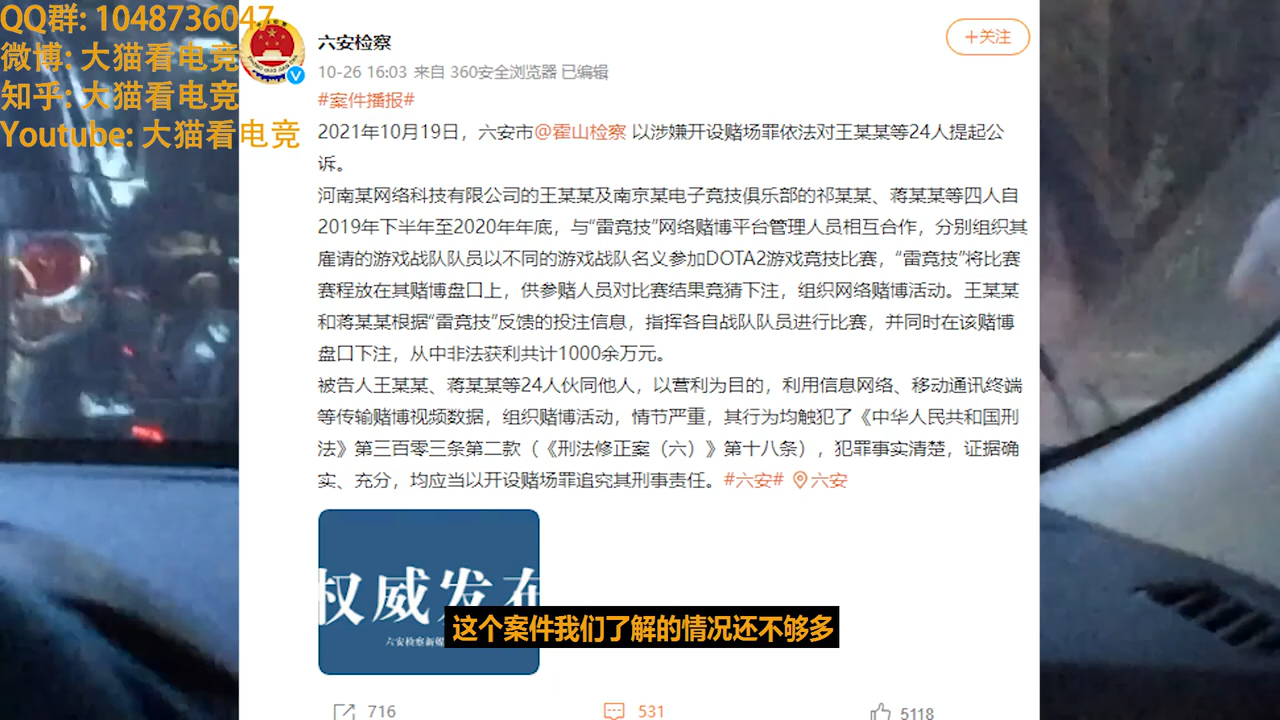 QQ群: 1048736047
微博: 大猫看电竞
知乎: 大猫看电竞
Youtube: 大猫看电竞
六安检察
+关注
10-26 16:03 来自 360安全浏览器 已编辑
#案件播报#
2021年10月19日，六安市@霍山检察 以涉嫌开设赌场罪依法对王某某等24人提起公
诉。
河南某网络科技有限公司的王某某及南京某电子竞技俱乐部的祁某某、蒋某某等四人自
2019年下半年至2020年年底，与“雷竞技”网络赌博平台管理人员相互合作，分别组织其
雇请的游戏战队队员以不同的游戏战队名义参加DOTA2游戏竞技比赛，“雷竞技”将比赛
赛程放在其赌博盘口上，供参赌人员对比赛结果竞猜下注，组织网络赌博活动。王某某
和蒋某某根据“雷竞技”反馈的投注信息，指挥各自战队队员进行比赛，并同时在该赌博
盘口下注，从中非法获利共计1000余万元。
被告人王某某、蒋某某等24人伙同他人，以营利为目的，利用信息网络、移动通讯终端
等传输赌博视频数据，组织赌博活动，情节严重，其行为均触犯了《中华人民共和国刑
法》第三百零三条第二款（《刑法修正案（六）》第十八条），犯罪事实清楚，证据确
实、充分，均应当以开设赌场罪追究其刑事责任。#六安# 六安
权威发布
六安检察新媒
这个案件我们了解的情况还不够多
716
531
5118